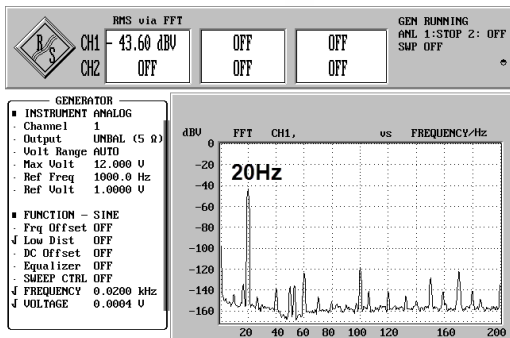 R S
RMS via FFT
CH1 - 43.60 dBV OFF OFF
CH2 OFF OFF OFF
GEN RUNNING
ANL 1:STOP 2: OFF
SWP OFF
GENERATOR
INSTRUMENT ANALOG
Channel 1
Output UNBAL (5 Ω)
Volt Range AUTO
Max Volt 12.000 V
Ref Freq 1000.0 Hz
Ref Volt 1.0000 V
FUNCTION - SINE
Frq Offset OFF
Low Dist OFF
DC Offset OFF
Equalizer OFF
SWEEP CTRL OFF
FREQUENCY 0.0200 kHz
VOLTAGE 0.0004 V
dBV FFT CH1, vs FREQUENCY/Hz
0
-20
-40
-60
-80
-100
-120
-140
-160
20Hz
20 40 60 80 100 120 160 200